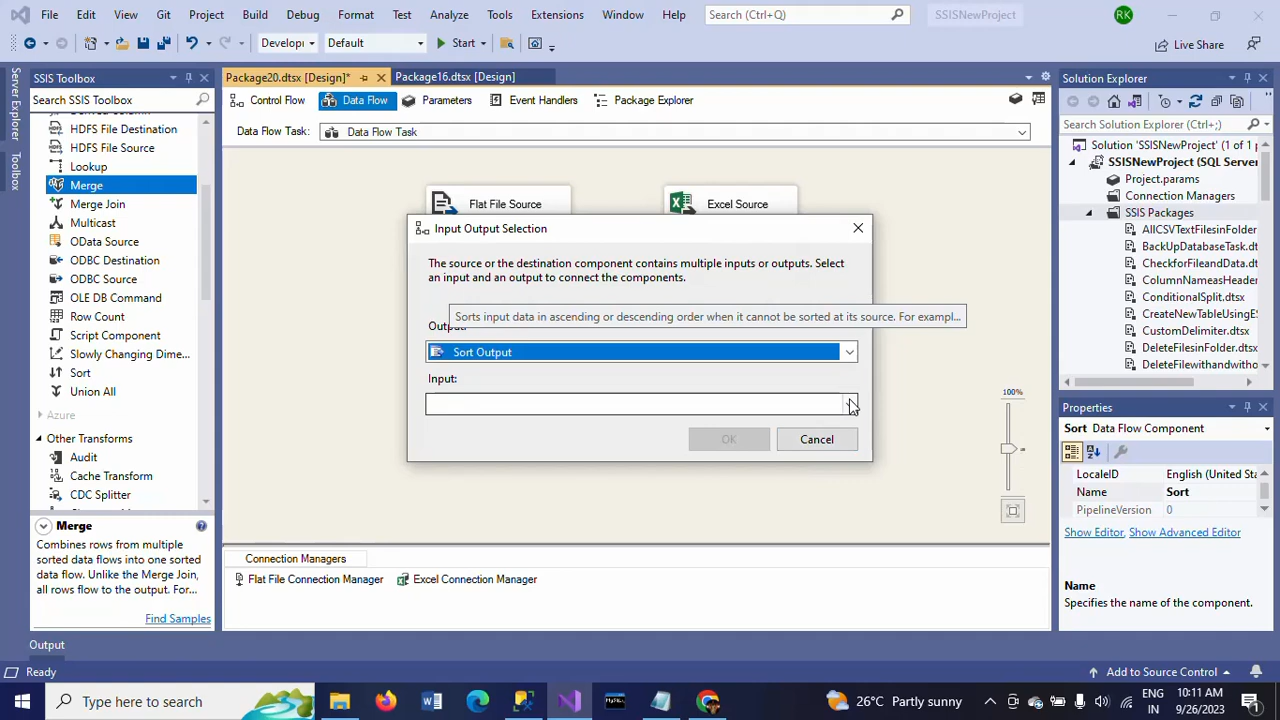 File Edit View Git Project Build Debug Format Test Analyze Tools Extensions Window Help Search (Ctrl+Q) SSISNewProject RK
Developi Default Start Live Share
Server Explorer
Toolbox
SSIS Toolbox
Search SSIS Toolbox
HDFS File Destination
HDFS File Source
Lookup
Merge
Merge Join
Multicast
OData Source
ODBC Destination
ODBC Source
OLE DB Command
Row Count
Script Component
Slowly Changing Dime...
Sort
Union All
Azure
Other Transforms
Audit
Cache Transform
CDC Splitter
Merge
Combines rows from multiple
sorted data flows into one sorted
data flow. Unlike the Merge Join,
all rows flow to the output. For...
Find Samples
Package20.dtsx [Design]* Package16.dtsx [Design]
Control Flow Data Flow Parameters Event Handlers Package Explorer
Data Flow Task: Data Flow Task
Flat File Source Excel Source
Input Output Selection
The source or the destination component contains multiple inputs or outputs. Select
an input and an output to connect the components.
Sorts input data in ascending or descending order when it cannot be sorted at its source. For exampl...
Output:
Sort Output
Input:
OK Cancel
100%
Connection Managers
Flat File Connection Manager Excel Connection Manager
Solution Explorer
Search Solution Explorer (Ctrl+;)
Solution 'SSISNewProject' (1 of 1 p
SSISNewProject (SQL Server
Project.params
Connection Managers
SSIS Packages
AllCSVTextFilesinFolder
BackUpDatabaseTask.d
CheckforFileandData.d
ColumnNameasHeader
ConditionalSplit.dtsx
CreateNewTableUsingE
CustomDelimiter.dtsx
DeleteFilesinFolder.dtsx
DeleteFilewithandwitho
Properties
Sort Data Flow Component
LocaleID English (United Sta
Name Sort
PipelineVersion 0
Show Editor, Show Advanced Editor
Name
Specifies the name of the component.
Output
Ready Add to Source Control
Type here to search 26°C Partly sunny ENG IN 10:11 AM 9/26/2023 1